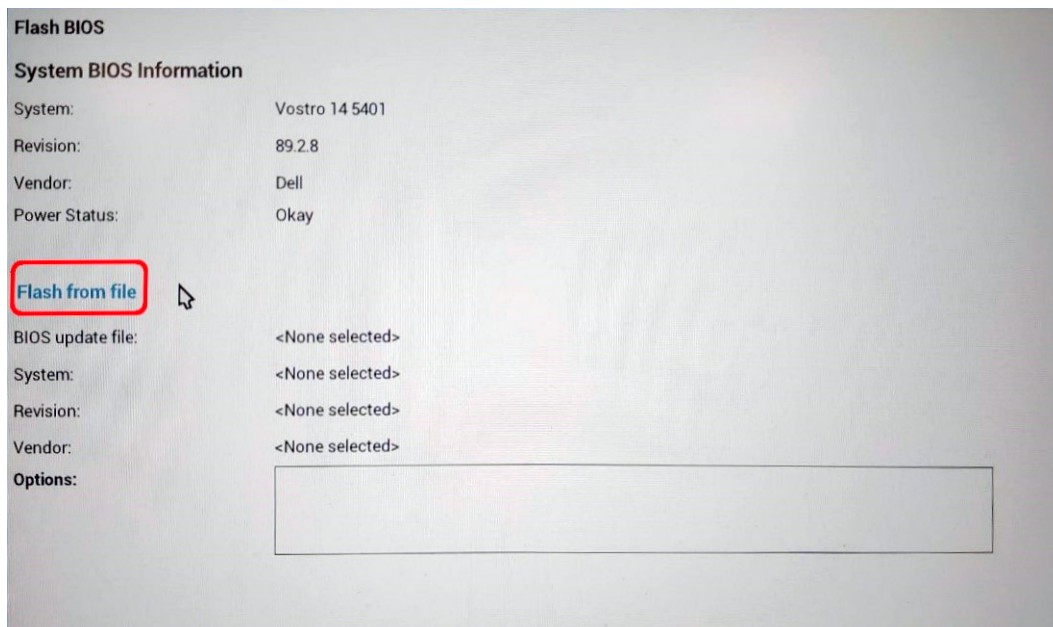 Flash BIOS
System BIOS Information
System: Vostro 14 5401
Revision: 89.2.8
Vendor: Dell
Power Status: Okay
Flash from file
BIOS update file: <None selected>
System: <None selected>
Revision: <None selected>
Vendor: <None selected>
Options: